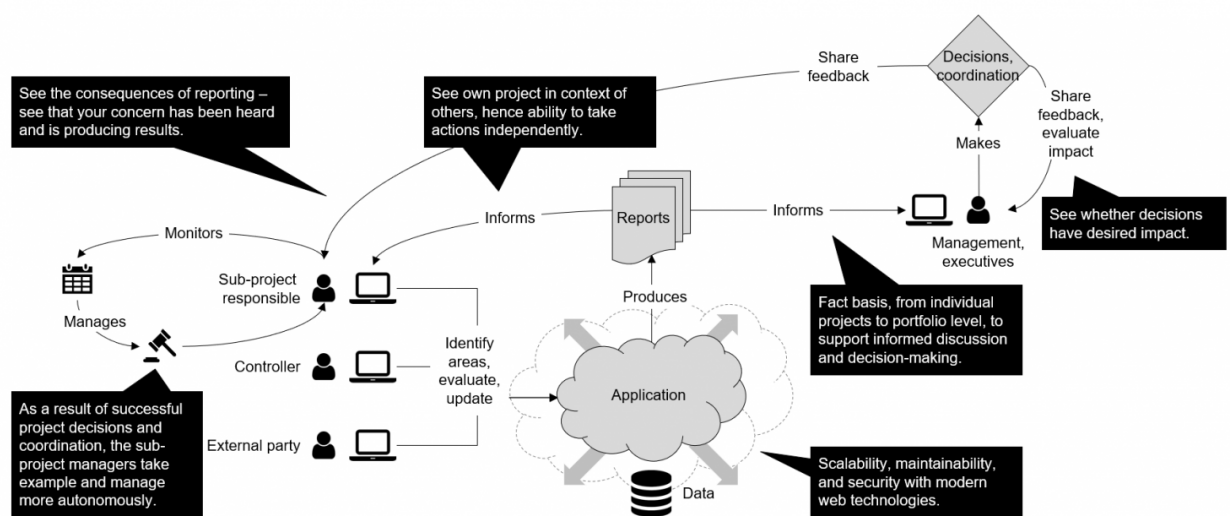 Share
feedback
Decisions,
coordination
See the consequences of reporting –
see that your concern has been heard
and is producing results.
See own project in context of
others, hence ability to take
actions independently.
Share
feedback,
evaluate
impact
Makes
Monitors
Informs
Reports
Informs
Management,
executives
See whether decisions
have desired impact.
Sub-project
responsible
Manages
Produces
Fact basis, from individual
projects to portfolio level, to
support informed discussion
and decision-making.
Identify
areas,
evaluate,
update
Controller
Application
As a result of successful
project decisions and
coordination, the sub-
project managers take
example and manage
more autonomously.
External party
Data
Scalability, maintainability,
and security with modern
web technologies.